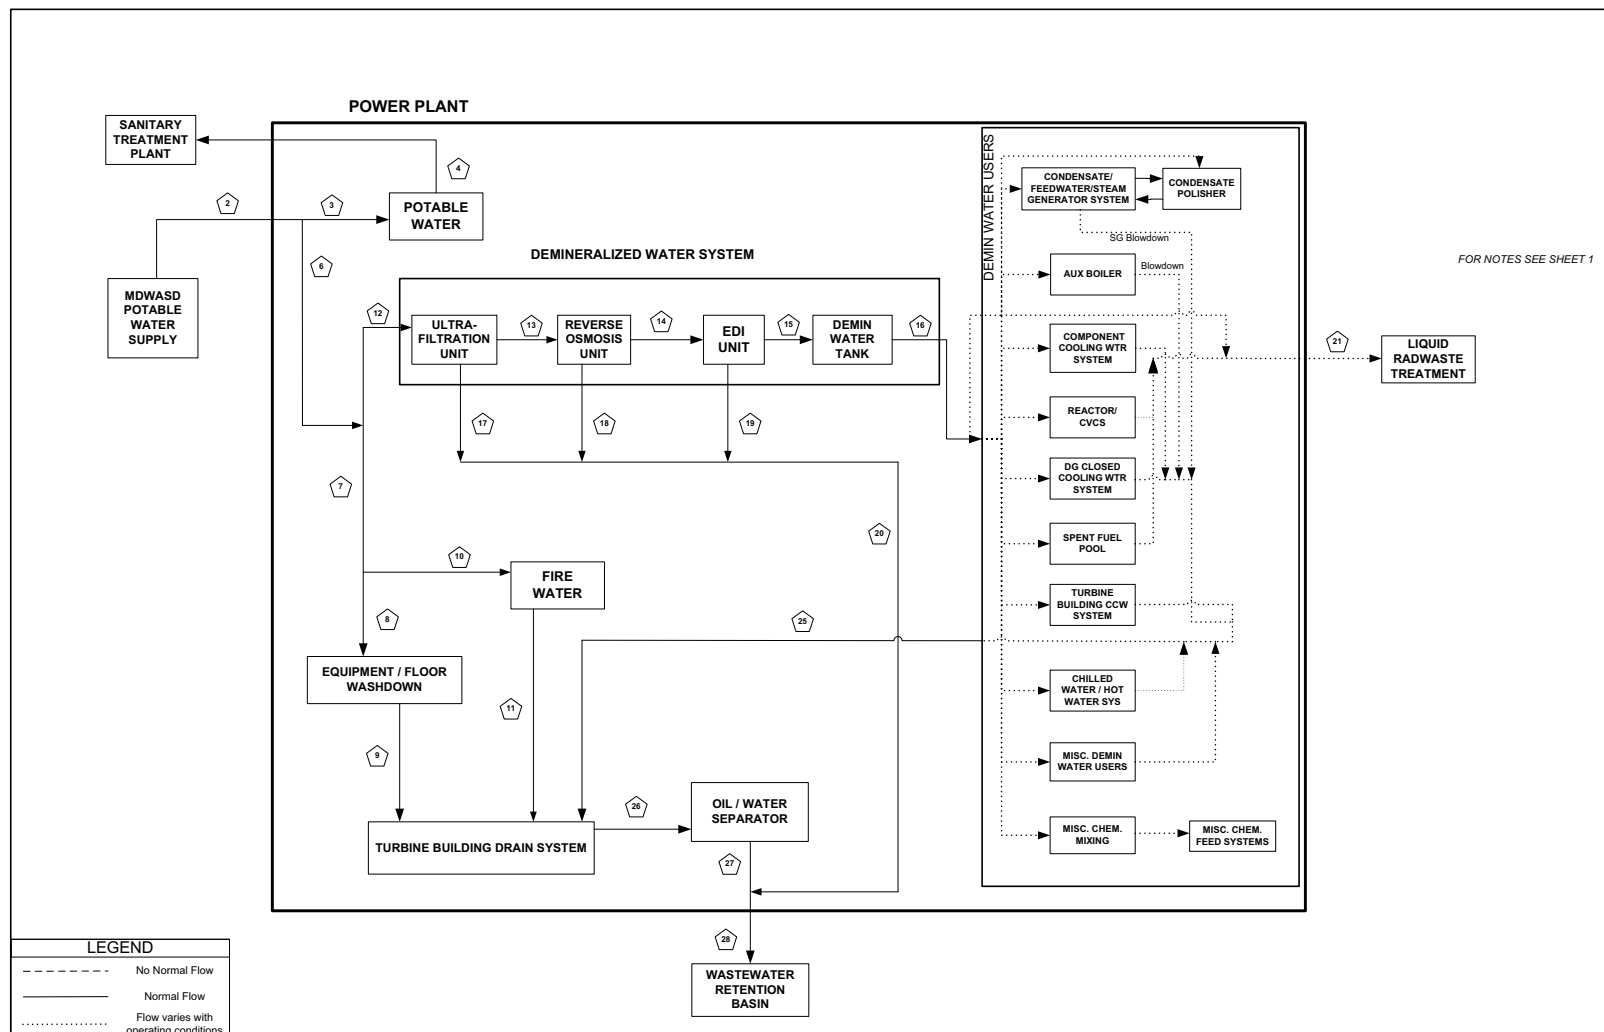 POWER PLANT
SANITARY
TREATMENT
PLANT
4
2
3
POTABLE
WATER
6
MDWASD
POTABLE
WATER
SUPPLY
DEMINERALIZED WATER SYSTEM
12
ULTRA-
FILTRATION
UNIT
13
REVERSE
OSMOSIS
UNIT
14
EDI
UNIT
15
DEMIN
WATER
TANK
16
17
18
19
7
20
10
FIRE
WATER
8
25
EQUIPMENT / FLOOR
WASHDOWN
11
9
26
OIL / WATER
SEPARATOR
TURBINE BUILDING DRAIN SYSTEM
27
28
WASTEWATER
RETENTION
BASIN
DEMIN WATER USERS
CONDENSATE/
FEEDWATER/STEAM
GENERATOR SYSTEM
CONDENSATE
POLISHER
SG Blowdown
AUX BOILER
Blowdown
COMPONENT
COOLING WTR
SYSTEM
REACTOR/
CVCS
DG CLOSED
COOLING WTR
SYSTEM
SPENT FUEL
POOL
TURBINE
BUILDING CCW
SYSTEM
CHILLED
WATER / HOT
WATER SYS
MISC. DEMIN
WATER USERS
MISC. CHEM.
MIXING
MISC. CHEM.
FEED SYSTEMS
FOR NOTES SEE SHEET 1
21
LIQUID
RADWASTE
TREATMENT
LEGEND
No Normal Flow
Normal Flow
Flow varies with
operating conditions